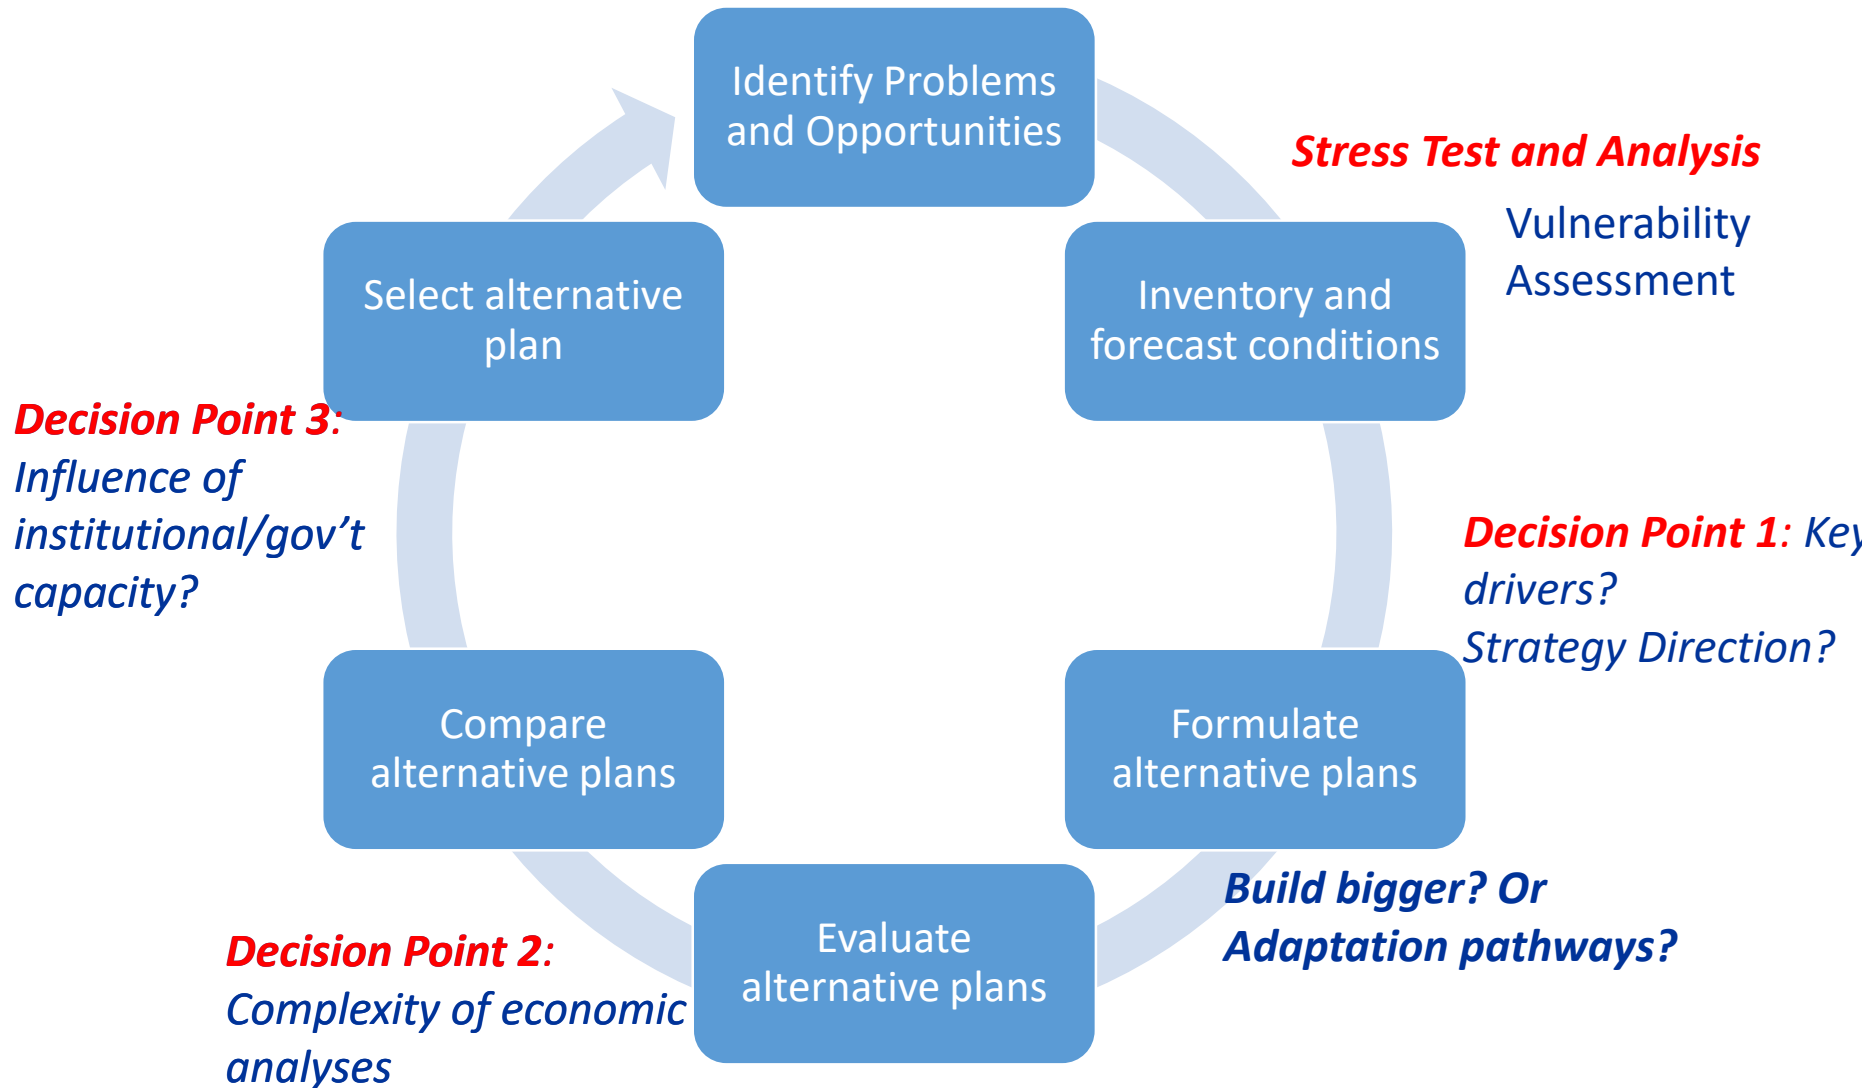 Identify Problems
and Opportunities
Stress Test and Analysis
Vulnerability
Assessment
Inventory and
forecast conditions
Decision Point 1: Key
drivers?
Strategy Direction?
Formulate
alternative plans
Build bigger? Or
Adaptation pathways?
Evaluate
alternative plans
Decision Point 2:
Complexity of economic
analyses
Compare
alternative plans
Decision Point 3:
Influence of
institutional/gov’t
capacity?
Select alternative
plan